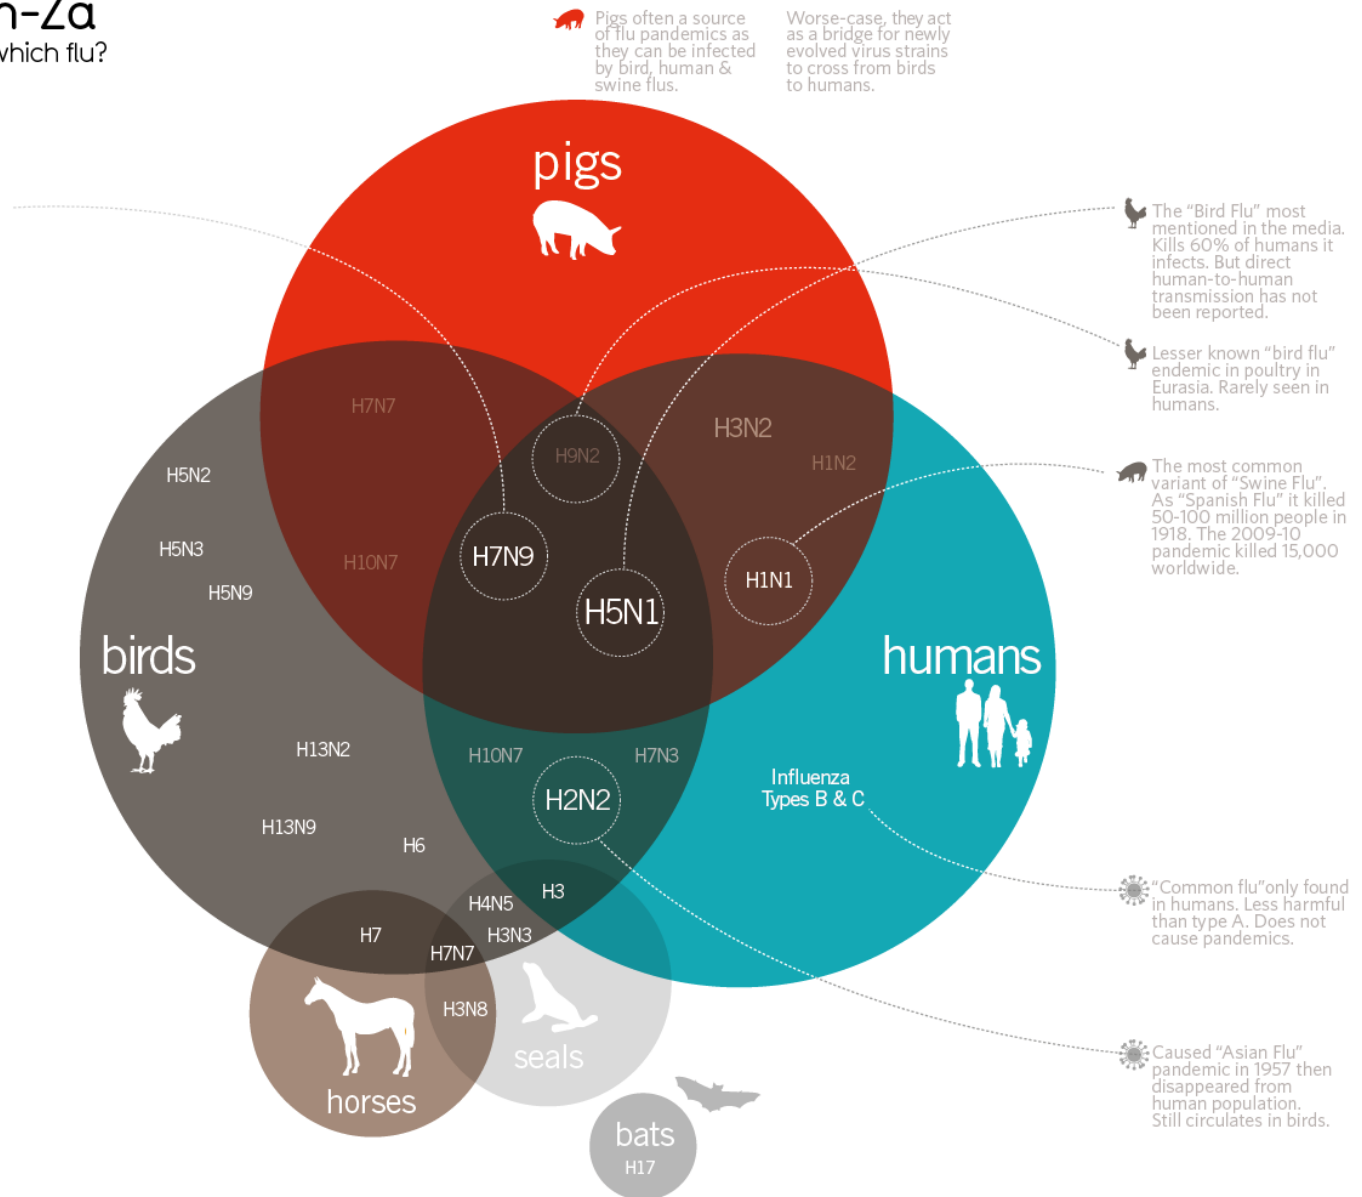 n-Za
which flu?
Pigs often a source
of flu pandemics as
they can be infected
by bird, human &
swine flus.
Worse-case, they act
as a bridge for newly
evolved virus strains
to cross from birds
to humans.
pigs
The “Bird Flu” most
mentioned in the media.
Kills 60% of humans it
infects. But direct
human-to-human
transmission has not
been reported.
Lesser known “bird flu”
endemic in poultry in
Eurasia. Rarely seen in
humans.
The most common
variant of “Swine Flu”.
As “Spanish Flu” it killed
50-100 million people in
1918. The 2009-10
pandemic killed 15,000
worldwide.
H7N7
H9N2
H3N2
H1N2
H5N2
H5N3
H5N9
H10N7
H7N9
H5N1
H1N1
birds
humans
H13N2
H10N7
H7N3
H2N2
Influenza
Types B & C
H13N9
H6
H3
H4N5
H3N3
H7
H7N7
H3N8
seals
horses
bats
H17
“Common flu”only found
in humans. Less harmful
than type A. Does not
cause pandemics.
Caused “Asian Flu”
pandemic in 1957 then
disappeared from
human population.
Still circulates in birds.